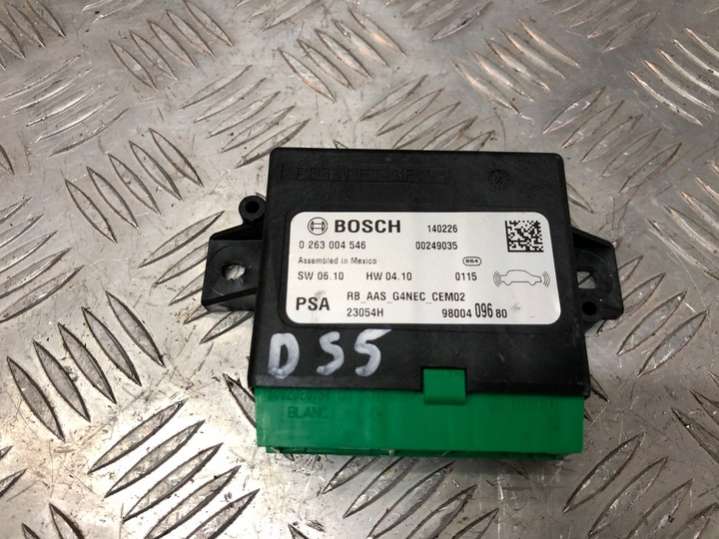 BOSCH 140226
0 263 004 546 00249035
Assembled in Mexico
SW 06.10 HW 04.10 0115
PSA RB_AAS_G4NEC_CEM02
23054H 98004 096 80
DS5
BLANC